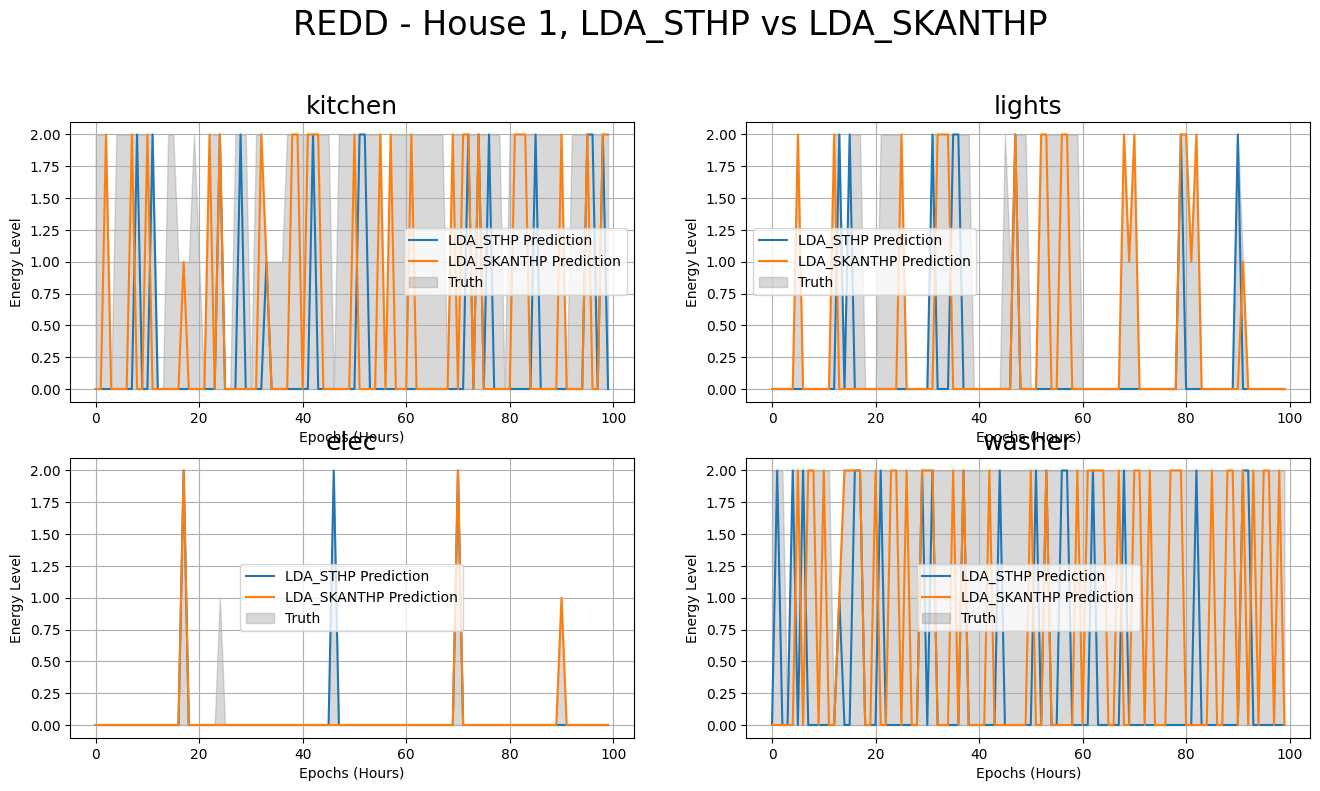 REDD - House 1, LDA_STHP vs LDA_SKANTHP
kitchen
Energy Level
2.00
1.75
1.50
1.25
1.00
0.75
0.50
0.25
0.00
LDA_STHP Prediction
LDA_SKANTHP Prediction
Truth
0 20 40 60 80 100
Epochs (Hours)
lights
Energy Level
2.00
1.75
1.50
1.25
1.00
0.75
0.50
0.25
0.00
LDA_STHP Prediction
LDA_SKANTHP Prediction
Truth
0 20 40 60 80 100
Epochs (Hours)
elec
Energy Level
2.00
1.75
1.50
1.25
1.00
0.75
0.50
0.25
0.00
LDA_STHP Prediction
LDA_SKANTHP Prediction
Truth
0 20 40 60 80 100
Epochs (Hours)
washer
Energy Level
2.00
1.75
1.50
1.25
1.00
0.75
0.50
0.25
0.00
LDA_STHP Prediction
LDA_SKANTHP Prediction
Truth
0 20 40 60 80 100
Epochs (Hours)